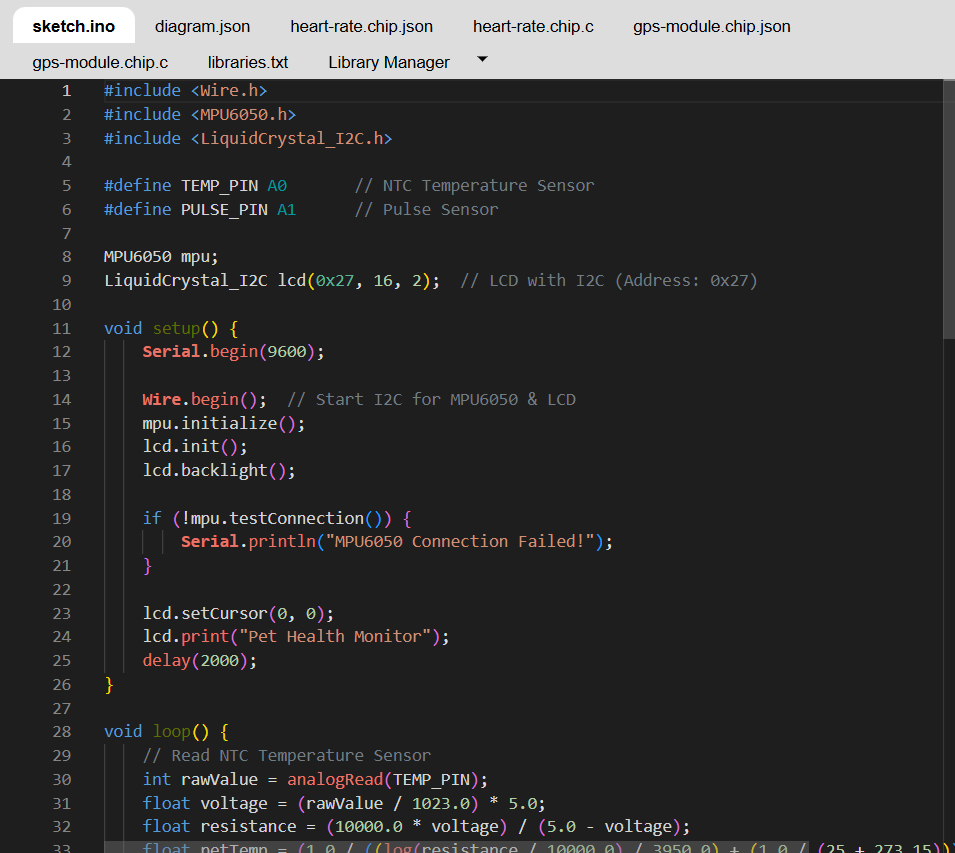 sketch.ino diagram.json heart-rate.chip.json heart-rate.chip.c gps-module.chip.json
gps-module.chip.c libraries.txt Library Manager
1 #include <Wire.h>
2 #include <MPU6050.h>
3 #include <LiquidCrystal_I2C.h>
4
5 #define TEMP_PIN A0 // NTC Temperature Sensor
6 #define PULSE_PIN A1 // Pulse Sensor
7
8 MPU6050 mpu;
9 LiquidCrystal_I2C lcd(0x27, 16, 2); // LCD with I2C (Address: 0x27)
10
11 void setup() {
12 Serial.begin(9600);
13
14 Wire.begin(); // Start I2C for MPU6050 & LCD
15 mpu.initialize();
16 lcd.init();
17 lcd.backlight();
18
19 if (!mpu.testConnection()) {
20 Serial.println("MPU6050 Connection Failed!");
21 }
22
23 lcd.setCursor(0, 0);
24 lcd.print("Pet Health Monitor");
25 delay(2000);
26 }
27
28 void loop() {
29 // Read NTC Temperature Sensor
30 int rawValue = analogRead(TEMP_PIN);
31 float voltage = (rawValue / 1023.0) * 5.0;
32 float resistance = (10000.0 * voltage) / (5.0 - voltage);
33 float petTemp = (1.0 / ((log(resistance / 10000.0) / 3950.0) + (1.0 / (25 + 273.15)))